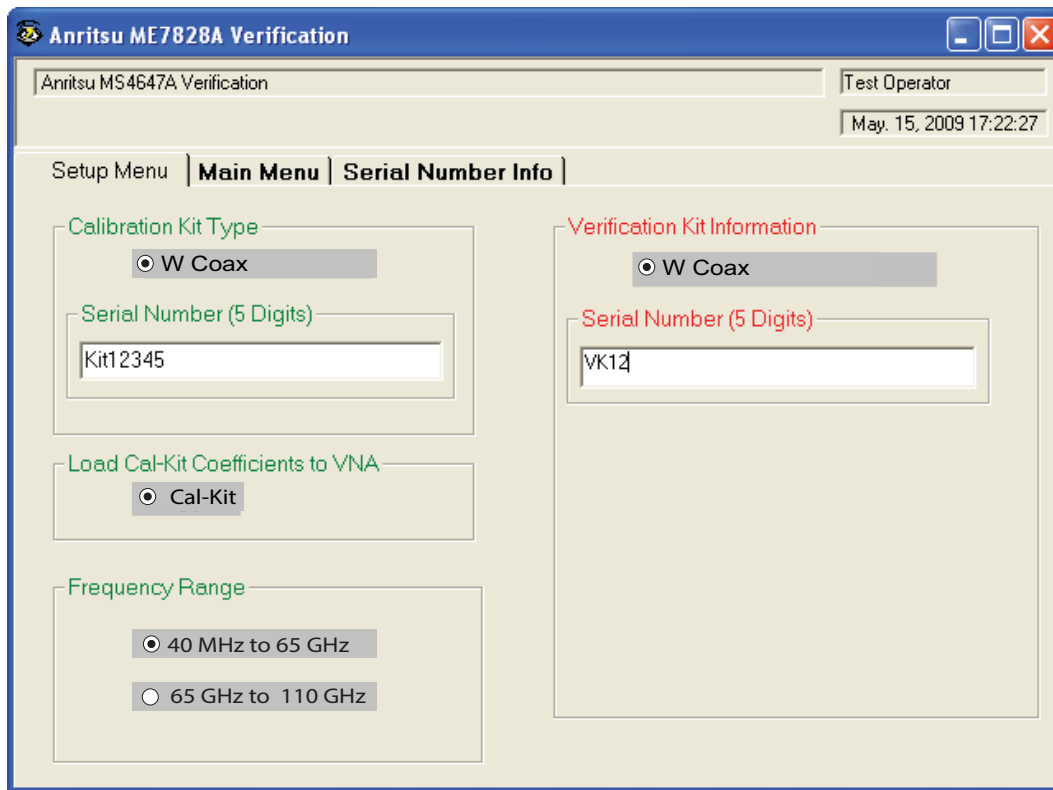 Anritsu ME7828A Verification
Anritsu MS4647A Verification
Test Operator
May. 15, 2009 17:22:27
Setup Menu
Main Menu
Serial Number Info
Calibration Kit Type
W Coax
Serial Number (5 Digits)
Kit12345
Load Cal-Kit Coefficients to VNA
Cal-Kit
Frequency Range
40 MHz to 65 GHz
65 GHz to 110 GHz
Verification Kit Information
W Coax
Serial Number (5 Digits)
VK12